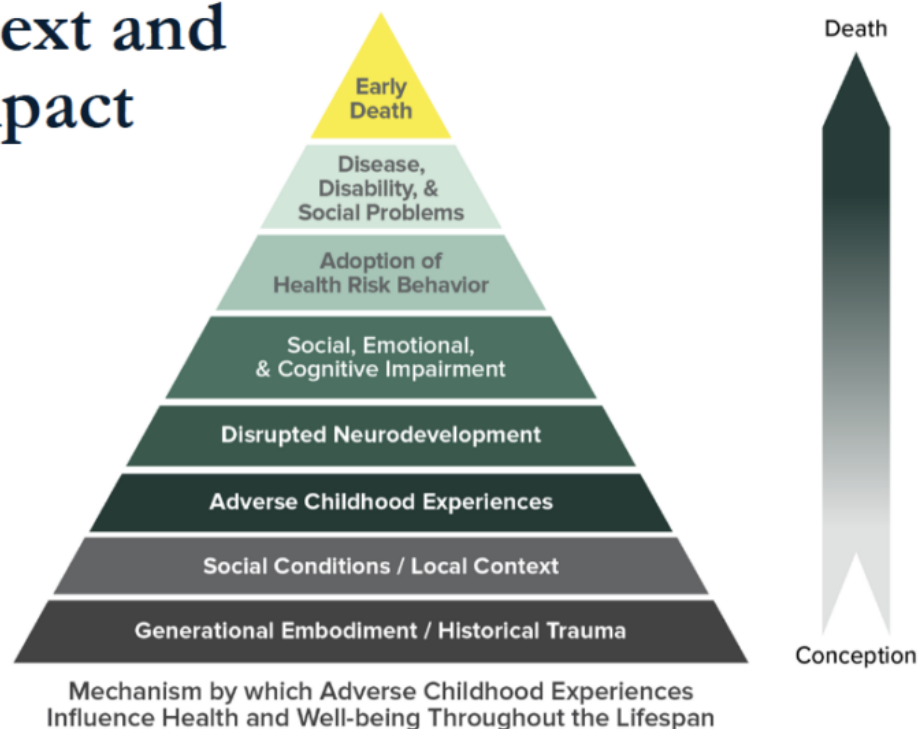 ext and
pact
Early
Death
Disease,
Disability, &
Social Problems
Adoption of
Health Risk Behavior
Social, Emotional,
& Cognitive Impairment
Disrupted Neurodevelopment
Adverse Childhood Experiences
Social Conditions / Local Context
Generational Embodiment / Historical Trauma
Mechanism by which Adverse Childhood Experiences
Influence Health and Well-being Throughout the Lifespan
Death
Conception